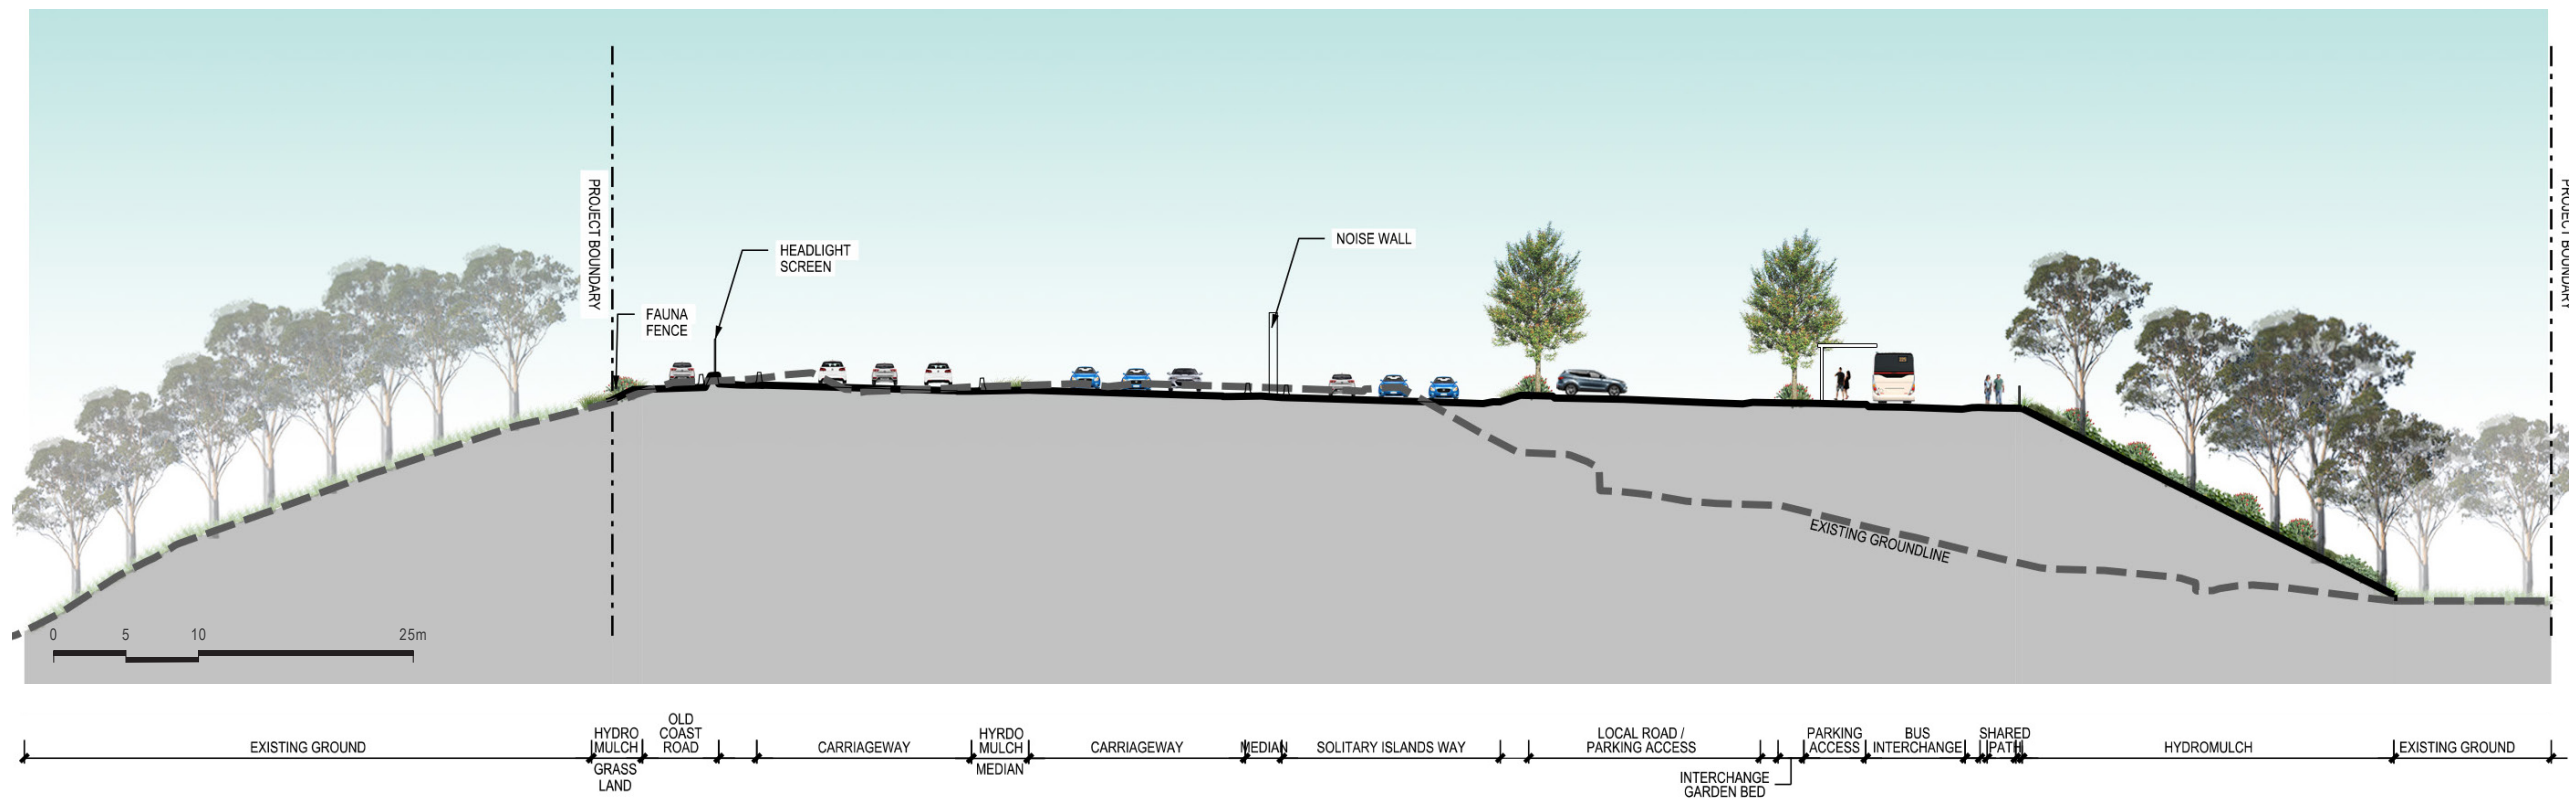 PROJECT BOUNDARY
PROJECT BOUNDARY
HEADLIGHT
SCREEN
NOISE WALL
FAUNA
FENCE
EXISTING GROUNDLINE
0 5 10 25m
EXISTING GROUND
HYDRO
MULCH
GRASS
LAND
OLD
COAST
ROAD
CARRIAGEWAY
HYRDO
MULCH
MEDIAN
CARRIAGEWAY
MEDIAN
SOLITARY ISLANDS WAY
LOCAL ROAD /
PARKING ACCESS
INTERCHANGE
GARDEN BED
PARKING
ACCESS
BUS
INTERCHANGE
SHARED
PATH
HYDROMULCH
EXISTING GROUND